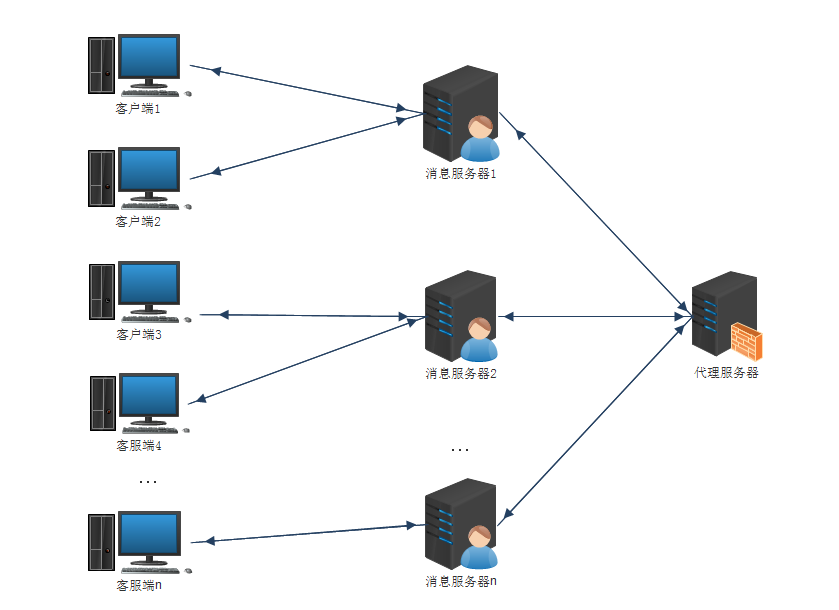 客户端1
客户端2
客户端3
客服端4
...
客服端n
消息服务器1
消息服务器2
...
消息服务器n
代理服务器